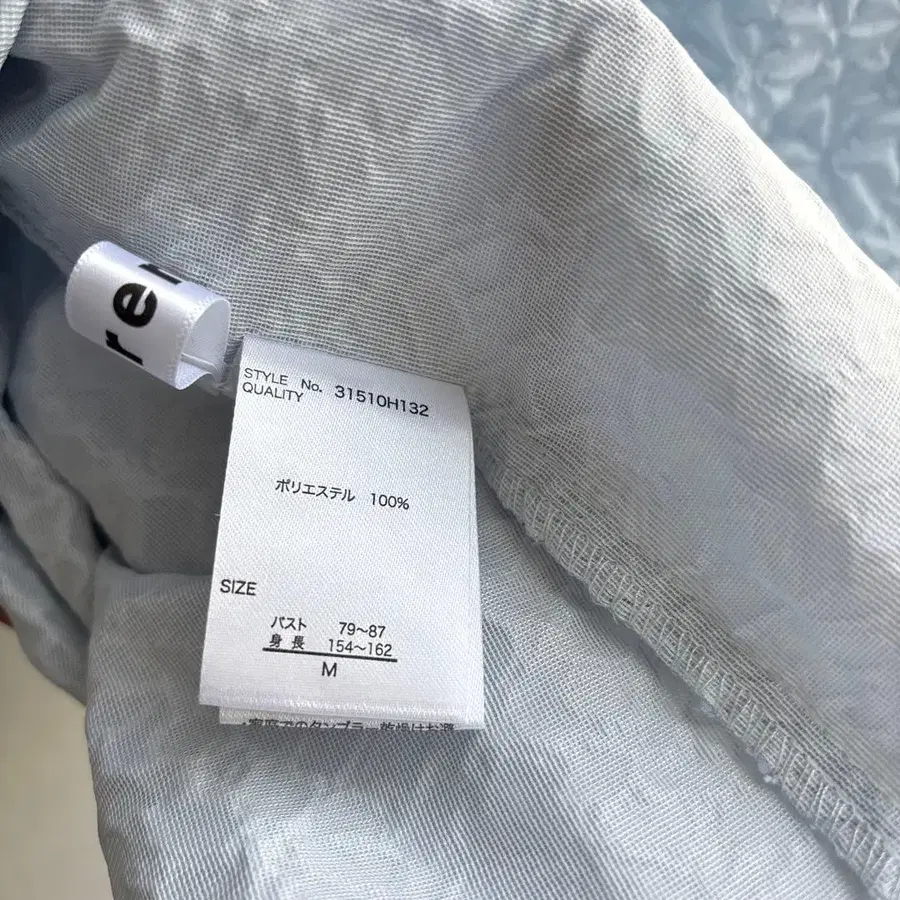 rer
STYLE No. 31510H132
QUALITY
ポリエステル 100%
SIZE
バスト 79~87
身長 154~162
M